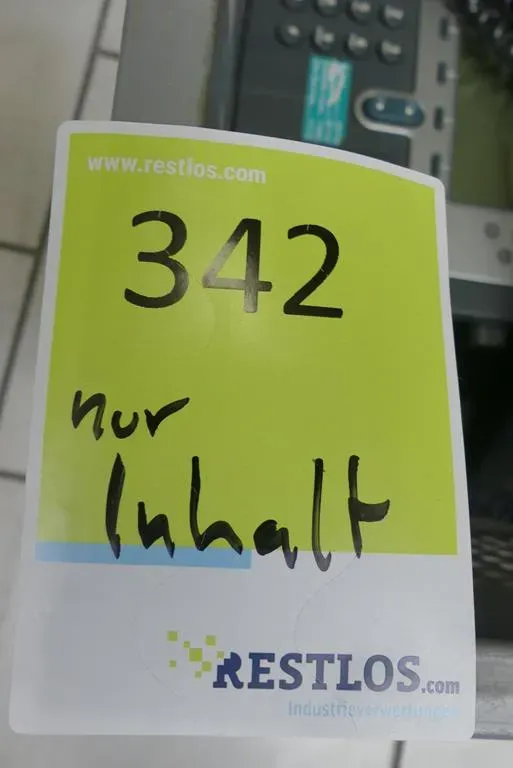 www.restlos.com
342
nur
Inhalt
RESTLOS.com
Industrieverwertungen